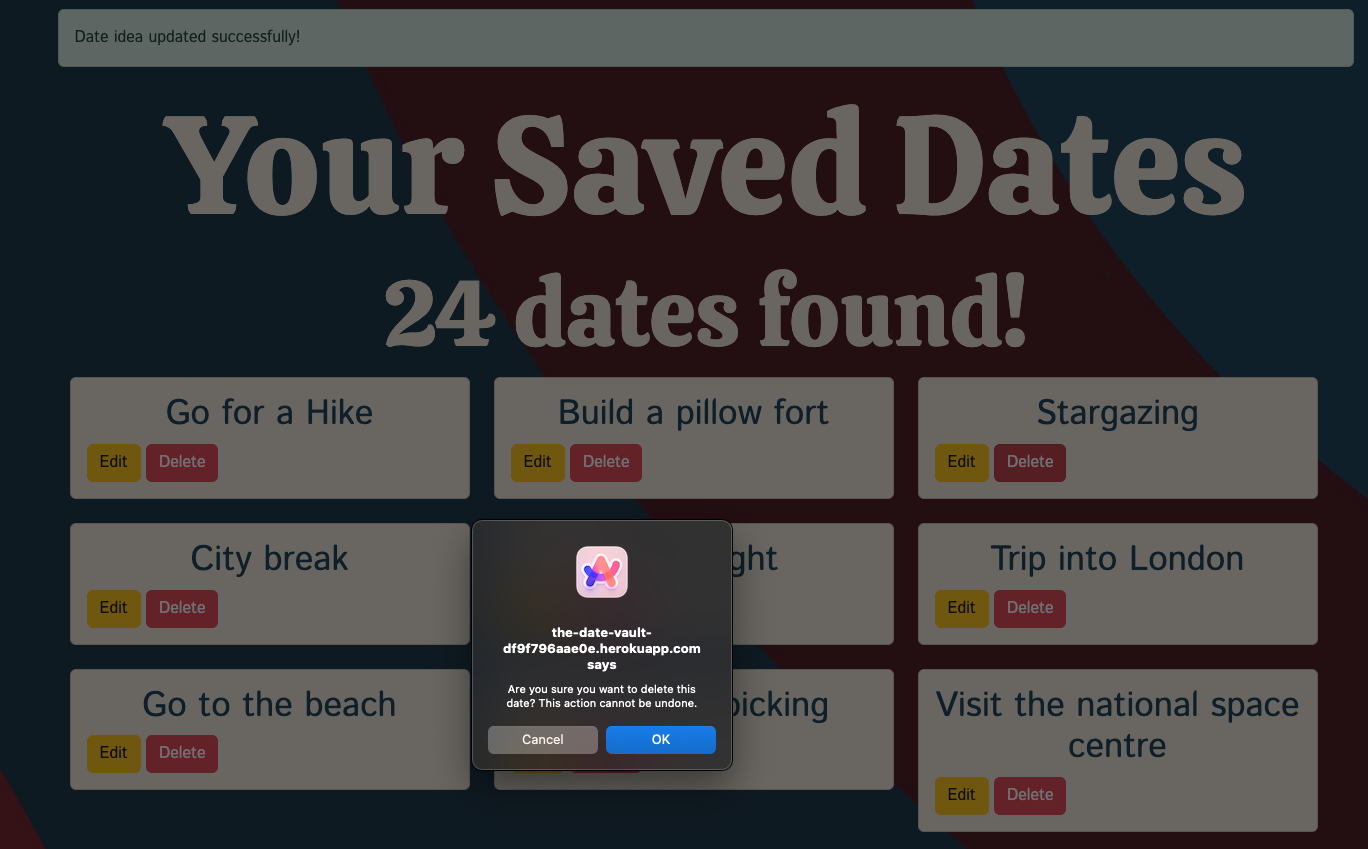 Date idea updated successfully!
Your Saved Dates
24 dates found!
Go for a Hike
Edit Delete
Build a pillow fort
Edit Delete
Stargazing
Edit Delete
City break
Edit Delete
Trip into London
Edit Delete
Go to the beach
Edit Delete
picking
Visit the national space
centre
Edit Delete
the-date-vault-
df9f796aae0e.herokuapp.com
says
Are you sure you want to delete this
date? This action cannot be undone.
Cancel OK